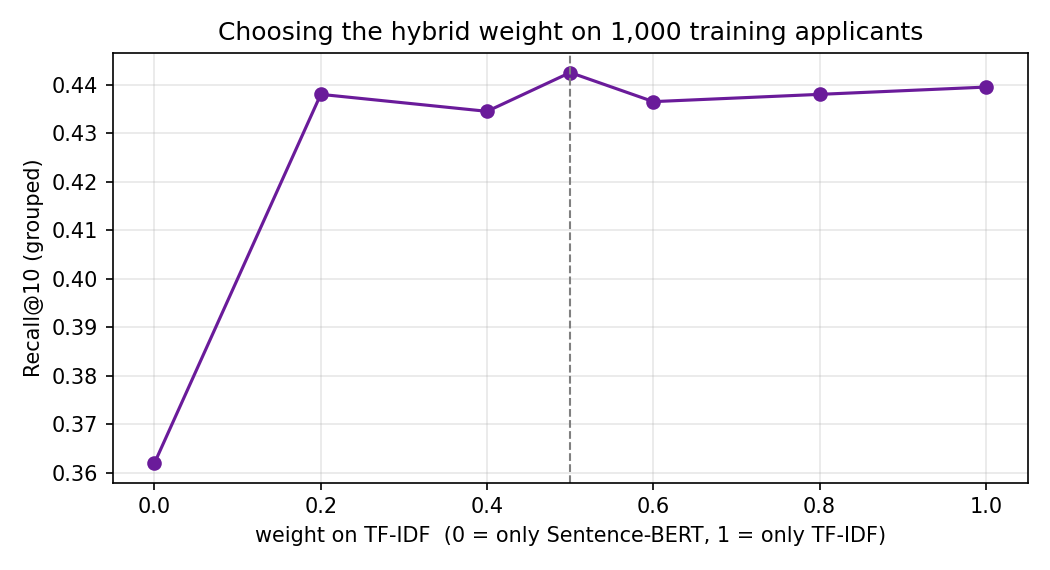 Choosing the hybrid weight on 1,000 training applicants
Recall@10 (grouped)
0.44
0.43
0.42
0.41
0.40
0.39
0.38
0.37
0.36
0.0 0.2 0.4 0.6 0.8 1.0
weight on TF-IDF  (0 = only Sentence-BERT, 1 = only TF-IDF)